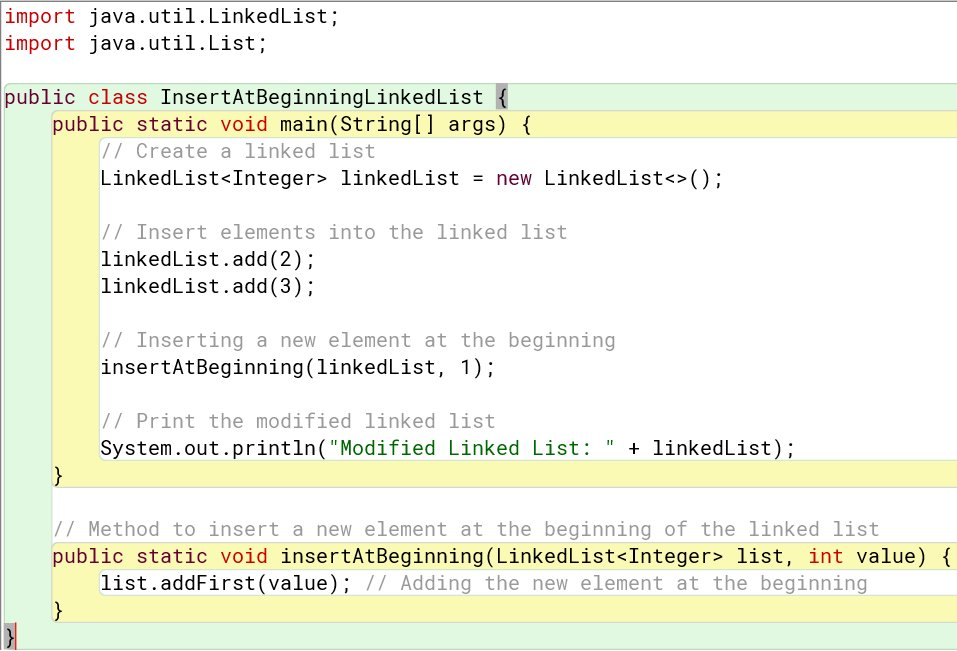 import java.util.LinkedList;
import java.util.List;
public class InsertAtBeginningLinkedList {
public static void main(String[] args) {
// Create a linked list
LinkedList<Integer> linkedList = new LinkedList<>();
// Insert elements into the linked list
linkedList.add(2);
linkedList.add(3);
// Inserting a new element at the beginning
insertAtBeginning(linkedList, 1);
// Print the modified linked list
System.out.println("Modified Linked List: " + linkedList);
}
// Method to insert a new element at the beginning of the linked list
public static void insertAtBeginning(LinkedList<Integer> list, int value) {
list.addFirst(value); // Adding the new element at the beginning
}
}